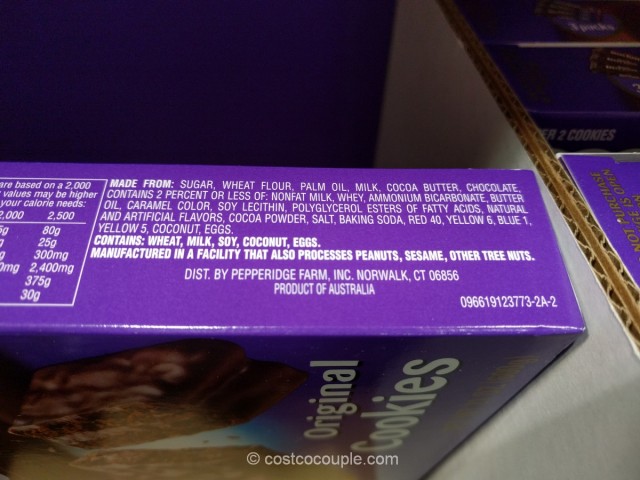 3 packs
ER 2 COOKIES
are based on a 2,000
values may be higher
your calorie needs:
2,000 2,500
80g
25g
300mg
2,400mg
375g
30g
MADE FROM: SUGAR, WHEAT FLOUR, PALM OIL, MILK, COCOA BUTTER, CHOCOLATE,
CONTAINS 2 PERCENT OR LESS OF: NONFAT MILK, WHEY, AMMONIUM BICARBONATE, BUTTER
OIL, CARAMEL COLOR, SOY LECITHIN, POLYGLYCEROL ESTERS OF FATTY ACIDS, NATURAL
AND ARTIFICIAL FLAVORS, COCOA POWDER, SALT, BAKING SODA, RED 40, YELLOW 6, BLUE 1,
YELLOW 5, COCONUT, EGGS.
CONTAINS: WHEAT, MILK, SOY, COCONUT, EGGS.
MANUFACTURED IN A FACILITY THAT ALSO PROCESSES PEANUTS, SESAME, OTHER TREE NUTS.
DIST. BY PEPPERIDGE FARM, INC. NORWALK, CT 06856
PRODUCT OF AUSTRALIA
096619123773-2A-2
Original
Cookies
© costcocouple.com